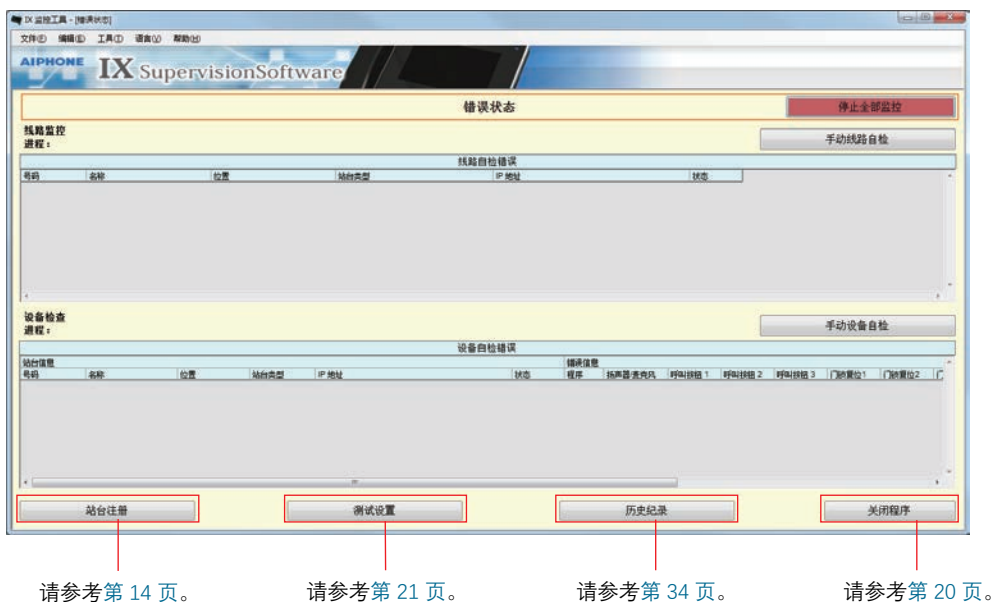 IX 监控工具 - [错误状态]
文件(F) 编辑(E) 工具(T) 语言(V) 帮助(H)
AIPHONE IX SupervisionSoftware
错误状态 停止全部监控
线路监控
进程： 手动线路自检
线路自检错误
号码 名称 位置 站台类型 IP 地址 状态
设备检查
进程： 手动设备自检
设备自检错误
站台信息 错误信息
号码 名称 位置 站台类型 IP 地址 状态 程序 扬声器/麦克风 呼叫按钮 1 呼叫按钮 2 呼叫按钮 3 门锁复位1 门锁复位2 门
站台注册 测试设置 历史纪录 关闭程序
请参考第 14 页。 请参考第 21 页。 请参考第 34 页。 请参考第 20 页。